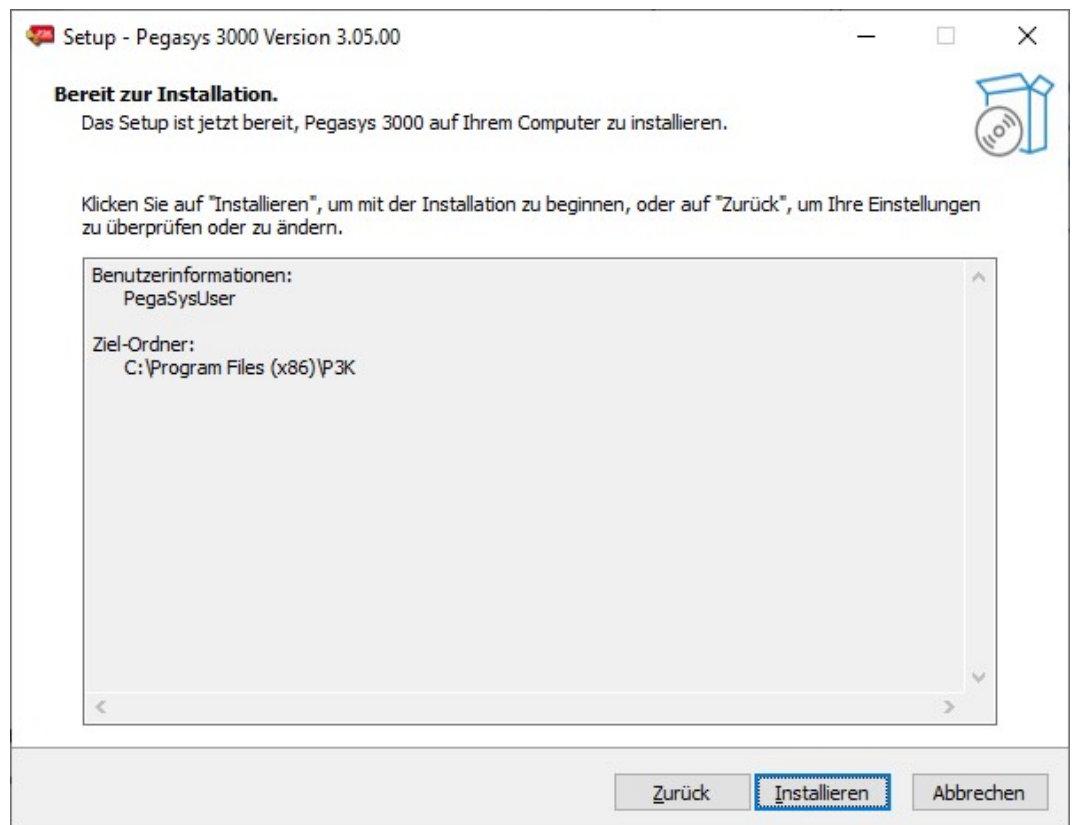 Setup - Pegasys 3000 Version 3.05.00
Bereit zur Installation.
Das Setup ist jetzt bereit, Pegasys 3000 auf Ihrem Computer zu installieren.
Klicken Sie auf "Installieren", um mit der Installation zu beginnen, oder auf "Zurück", um Ihre Einstellungen
zu überprüfen oder zu ändern.
Benutzerinformationen:
PegaSysUser
Ziel-Ordner:
C:\Program Files (x86)\P3K
Zurück Installieren Abbrechen